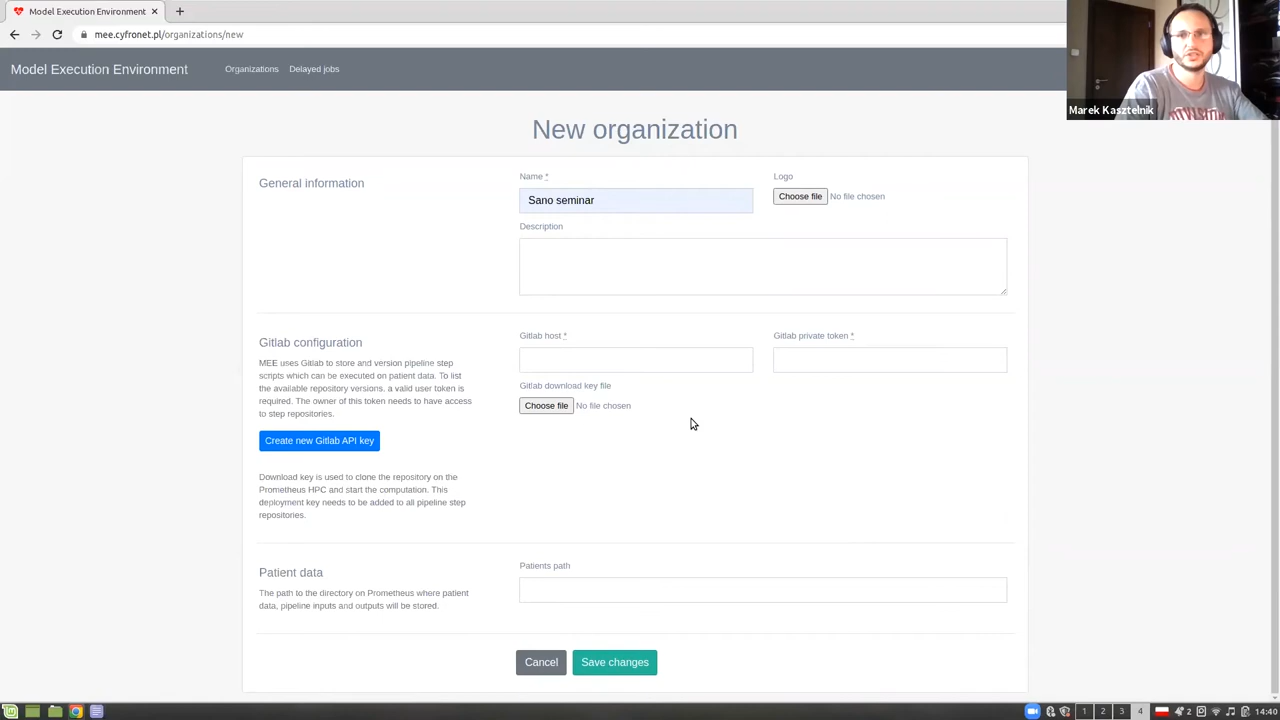 Model Execution Environment
mee.cyfronet.pl/organizations/new
Model Execution Environment
Organizations
Delayed jobs
Marek Kasztelnik
New organization
General information
Name *
Logo
Sano seminar
Choose file No file chosen
Description
Gitlab configuration
Gitlab host *
Gitlab private token *
MEE uses Gitlab to store and version pipeline step
scripts which can be executed on patient data. To list
the available repository versions, a valid user token is
required. The owner of this token needs to have access
to step repositories.
Gitlab download key file
Choose file No file chosen
Create new Gitlab API key
Download key is used to clone the repository on the
Prometheus HPC and start the computation. This
deployment key needs to be added to all pipeline step
repositories.
Patient data
Patients path
The path to the directory on Prometheus where patient
data, pipeline inputs and outputs will be stored.
Cancel
Save changes
1 2 3 4
2
14:40